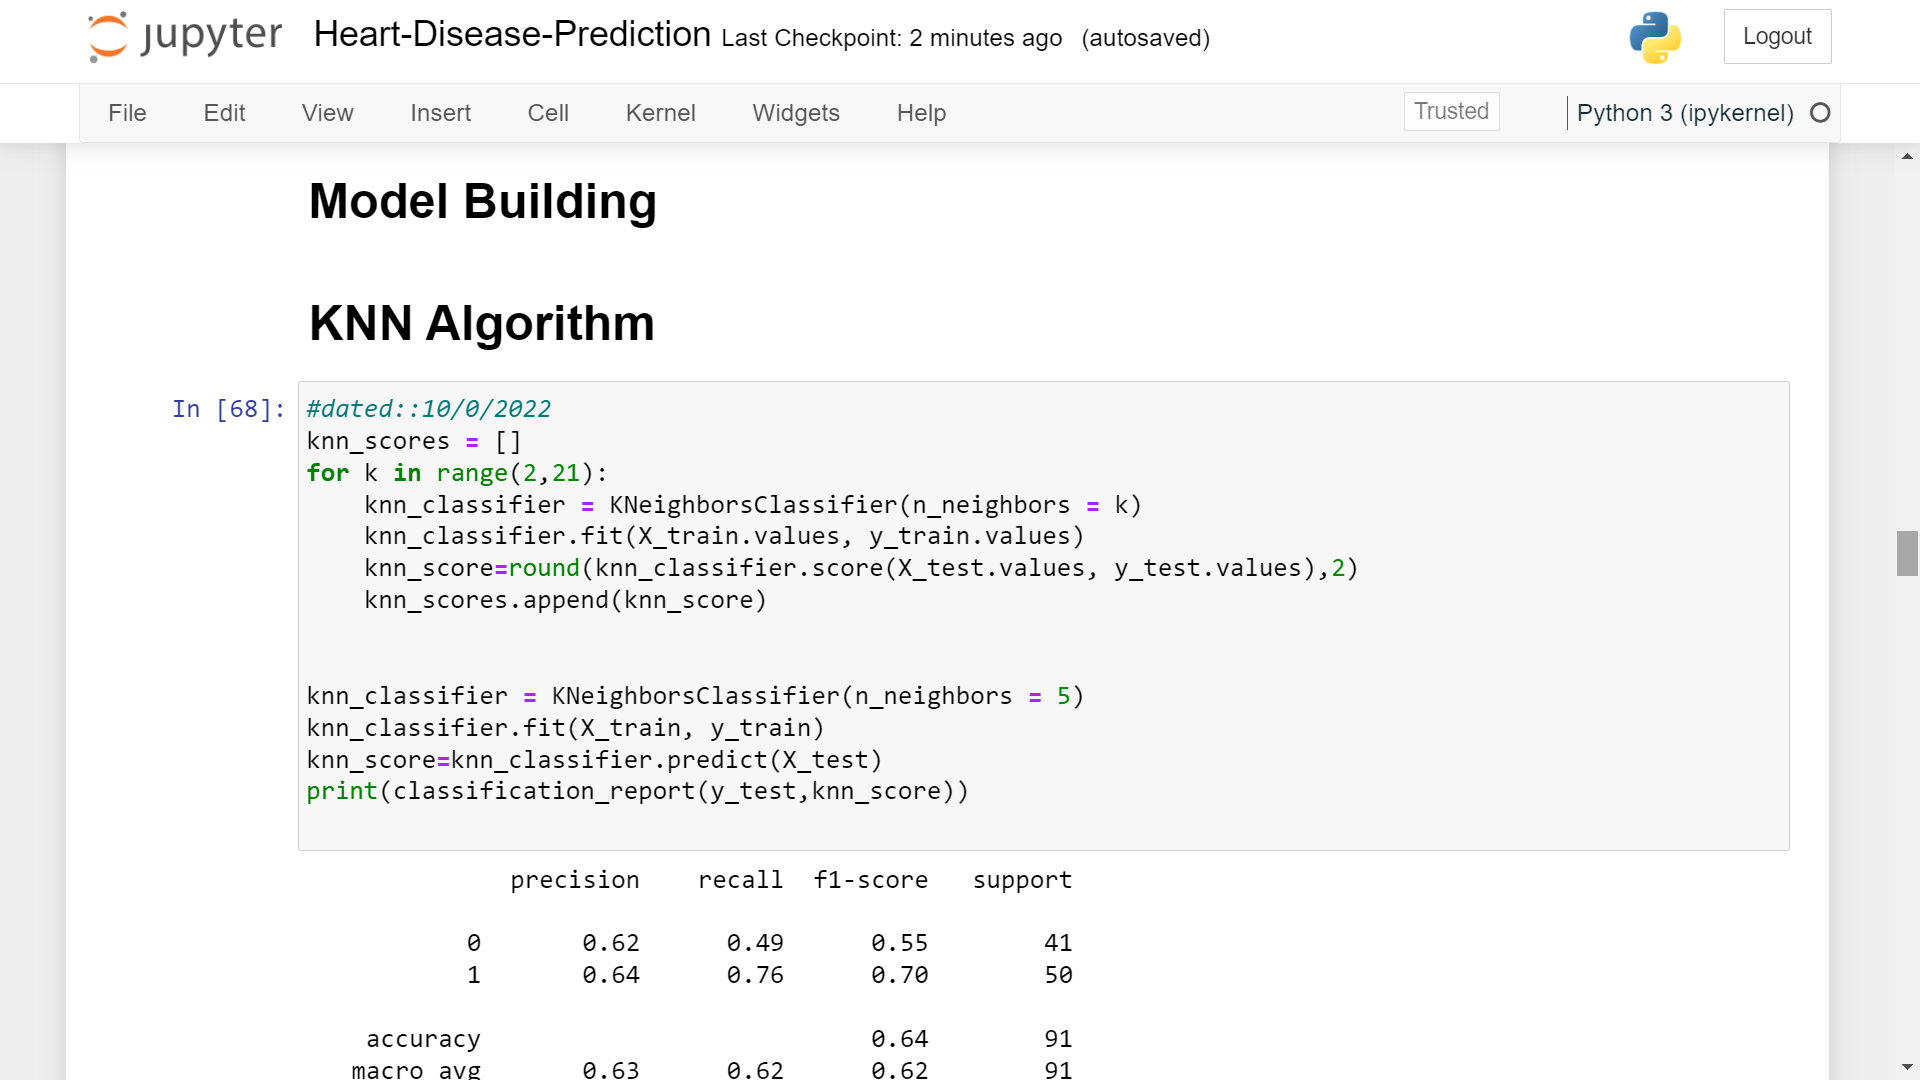 jupyter Heart-Disease-Prediction Last Checkpoint: 2 minutes ago (autosaved) Logout
File Edit View Insert Cell Kernel Widgets Help Trusted Python 3 (ipykernel)
Model Building
KNN Algorithm
In [68]: #dated::10/0/2022
knn_scores = []
for k in range(2,21):
    knn_classifier = KNeighborsClassifier(n_neighbors = k)
    knn_classifier.fit(X_train.values, y_train.values)
    knn_score=round(knn_classifier.score(X_test.values, y_test.values),2)
    knn_scores.append(knn_score)
knn_classifier = KNeighborsClassifier(n_neighbors = 5)
knn_classifier.fit(X_train, y_train)
knn_score=knn_classifier.predict(X_test)
print(classification_report(y_test,knn_score))
precision recall f1-score support
0 0.62 0.49 0.55 41
1 0.64 0.76 0.70 50
accuracy 0.64 91
macro avg 0.63 0.62 0.62 91